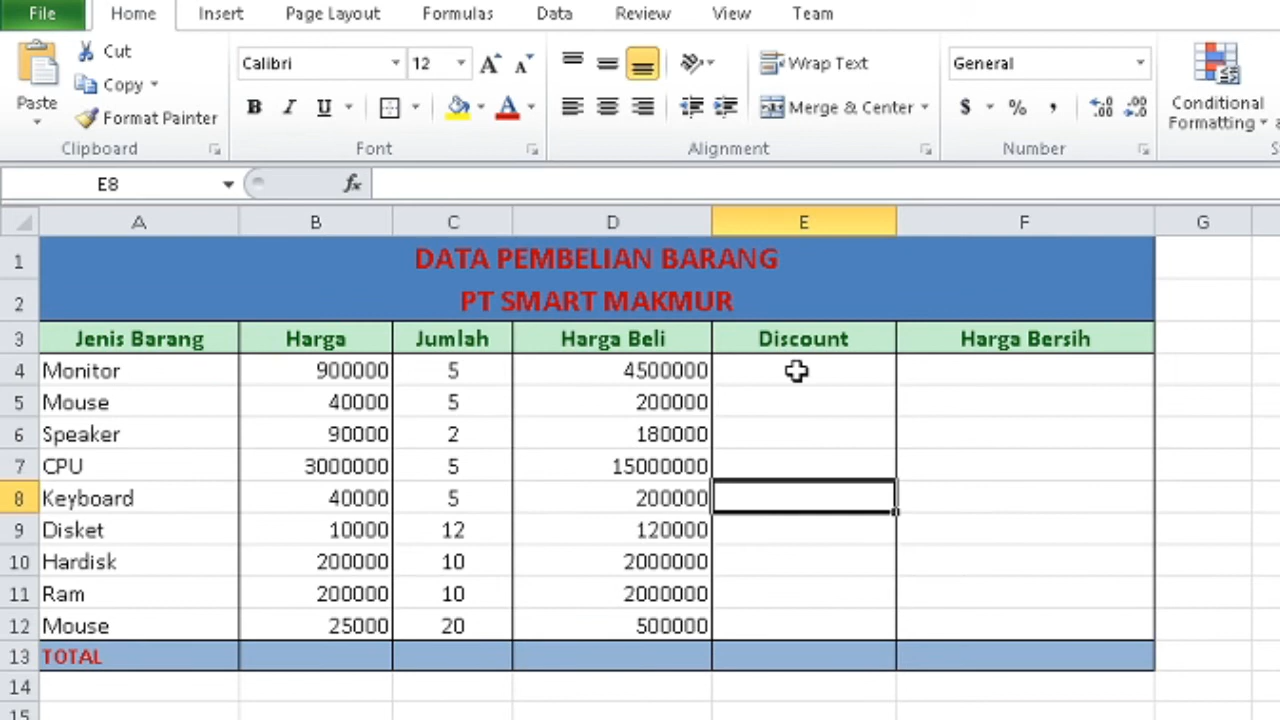 File Home Insert Page Layout Formulas Data Review View Team
Cut
Copy
Format Painter
Paste
Calibri 12
B I U
Wrap Text
Merge & Center
General
$ % ,
Conditional
Formatting
Clipboard Font Alignment Number
E8 fx
A B C D E F G
1 DATA PEMBELIAN BARANG
2 PT SMART MAKMUR
3 Jenis Barang Harga Jumlah Harga Beli Discount Harga Bersih
4 Monitor 900000 5 4500000
5 Mouse 40000 5 200000
6 Speaker 90000 2 180000
7 CPU 3000000 5 15000000
8 Keyboard 40000 5 200000
9 Disket 10000 12 120000
10 Hardisk 200000 10 2000000
11 Ram 200000 10 2000000
12 Mouse 25000 20 500000
13 TOTAL
14
15